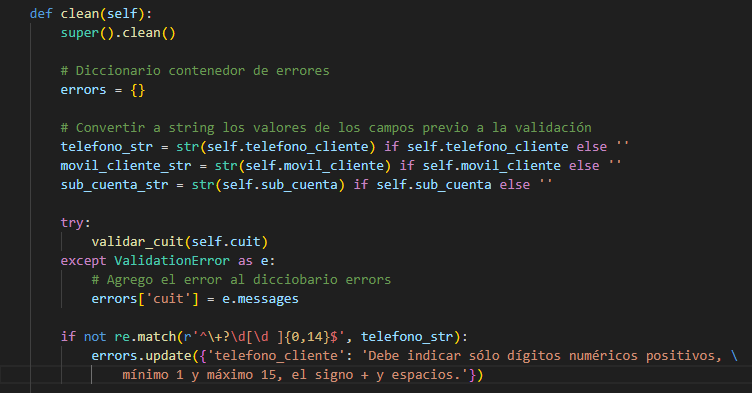 def clean(self):
super().clean()
# Diccionario contenedor de errores
errors = {}
# Convertir a string los valores de los campos previo a la validación
telefono_str = str(self.telefono_cliente) if self.telefono_cliente else ''
movil_cliente_str = str(self.movil_cliente) if self.movil_cliente else ''
sub_cuenta_str = str(self.sub_cuenta) if self.sub_cuenta else ''
try:
validar_cuit(self.cuit)
except ValidationError as e:
# Agrego el error al dicciobario errors
errors['cuit'] = e.messages
if not re.match(r'^\+?\d[\d ]{0,14}$', telefono_str):
errors.update({'telefono_cliente': 'Debe indicar sólo dígitos numéricos positivos, \
mínimo 1 y máximo 15, el signo + y espacios.'})